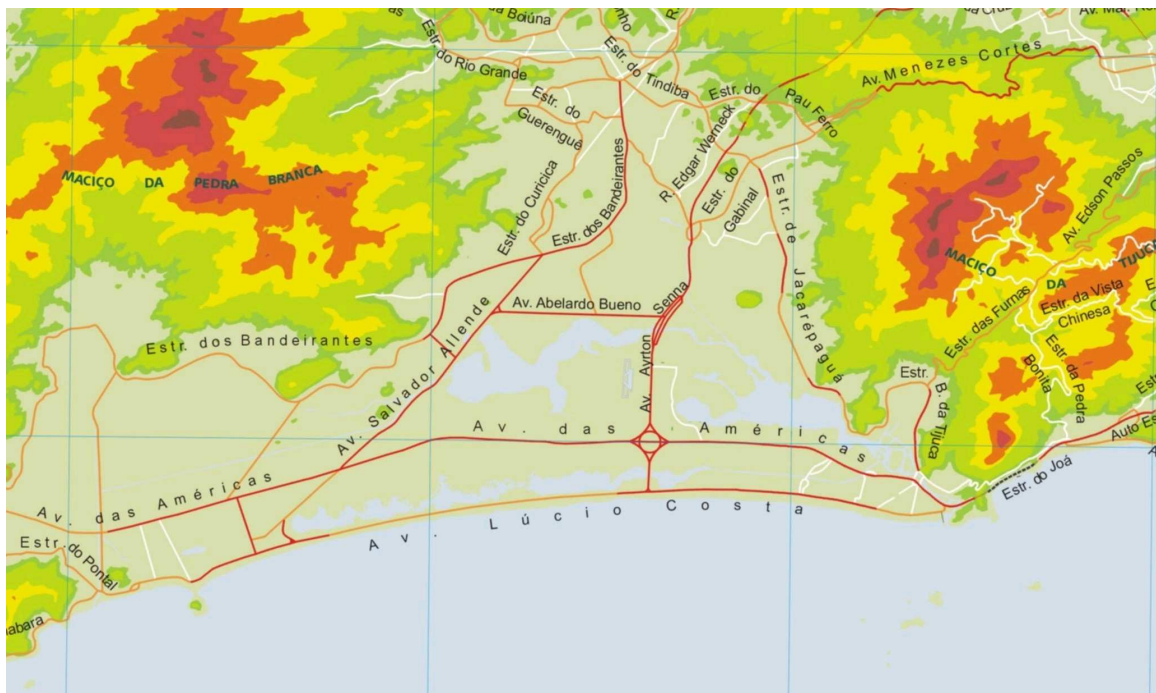 Boiúna
Estr. do Rio Grande
Estr. do Tindiba
Estr. do Guerenguê
Estr. do Pau Ferro
Av. Menezes Cortes
R. Edgar Werneck
Estr. do Gabinal
Estr. do Curicica
Estr. dos Bandeirantes
MACIÇO DA PEDRA BRANCA
Estr. de Jacarépaguá
Av. Edson Passos
MACIÇO DA TIJUCA
Av. Abelardo Bueno
Av. Ayrton Senna
Av. Salvador Allende
Estr. dos Bandeirantes
Estr. das Furnas
Estr. da Vista Chinesa
Estr. da Pedra Bonita
Estr. B. da Tijuca
Av. das Américas
Av. das Américas
Auto Es
Estr. do Joá
Av. Lúcio Costa
Estr. do Pontal